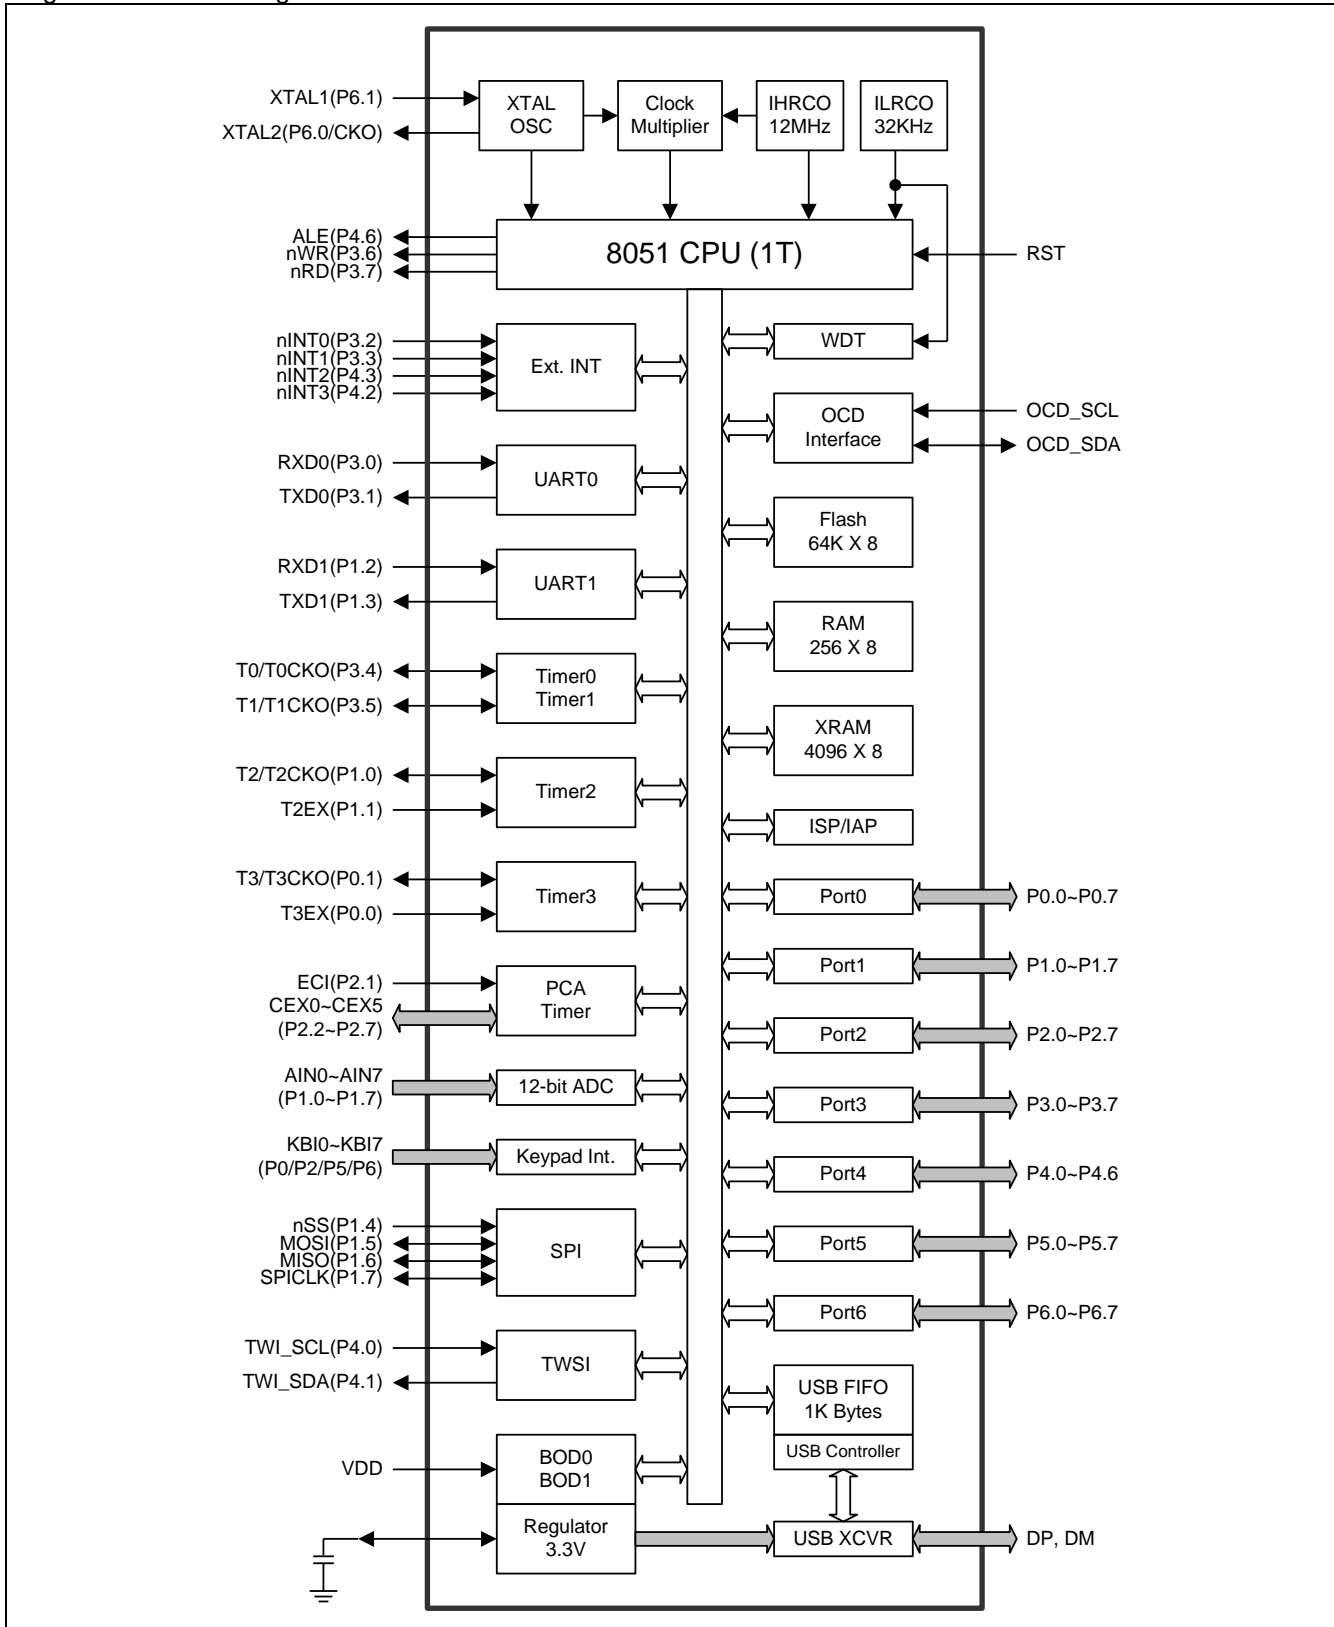 XTAL1(P6.1)
XTAL2(P6.0/CKO)
XTAL
OSC
Clock
Multiplier
IHRCO
12MHz
ILRCO
32KHz
ALE(P4.6)
nWR(P3.6)
nRD(P3.7)
8051 CPU (1T)
RST
nINT0(P3.2)
nINT1(P3.3)
nINT2(P4.3)
nINT3(P4.2)
Ext. INT
WDT
OCD
Interface
OCD_SCL
OCD_SDA
RXD0(P3.0)
TXD0(P3.1)
UART0
Flash
64K X 8
RXD1(P1.2)
TXD1(P1.3)
UART1
RAM
256 X 8
T0/T0CKO(P3.4)
T1/T1CKO(P3.5)
Timer0
Timer1
XRAM
4096 X 8
T2/T2CKO(P1.0)
T2EX(P1.1)
Timer2
ISP/IAP
T3/T3CKO(P0.1)
T3EX(P0.0)
Timer3
Port0
P0.0~P0.7
Port1
P1.0~P1.7
ECI(P2.1)
CEX0~CEX5
(P2.2~P2.7)
PCA
Timer
Port2
P2.0~P2.7
AIN0~AIN7
(P1.0~P1.7)
12-bit ADC
Port3
P3.0~P3.7
KBI0~KBI7
(P0/P2/P5/P6)
Keypad Int.
Port4
P4.0~P4.6
nSS(P1.4)
MOSI(P1.5)
MISO(P1.6)
SPICLK(P1.7)
SPI
Port5
P5.0~P5.7
Port6
P6.0~P6.7
TWI_SCL(P4.0)
TWI_SDA(P4.1)
TWSI
USB FIFO
1K Bytes
USB Controller
VDD
BOD0
BOD1
Regulator
3.3V
USB XCVR
DP, DM